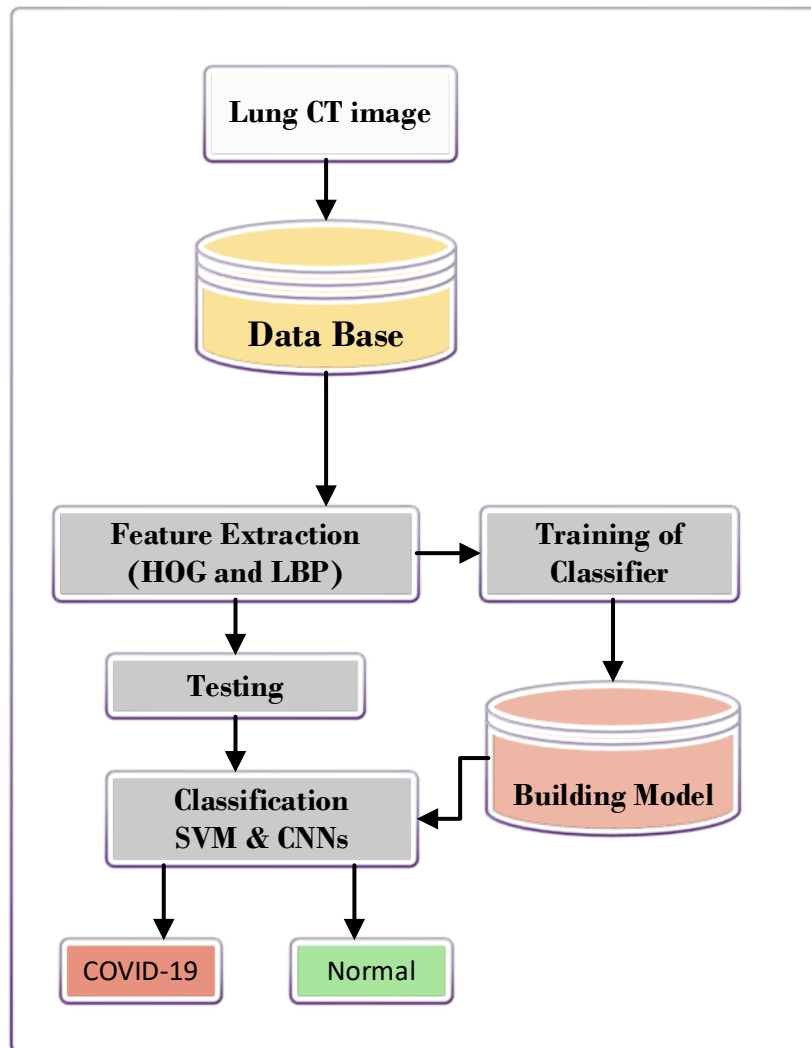 Lung CT image
Data Base
Feature Extraction
(HOG and LBP)
Training of
Classifier
Testing
Building Model
Classification
SVM & CNNs
COVID-19
Normal